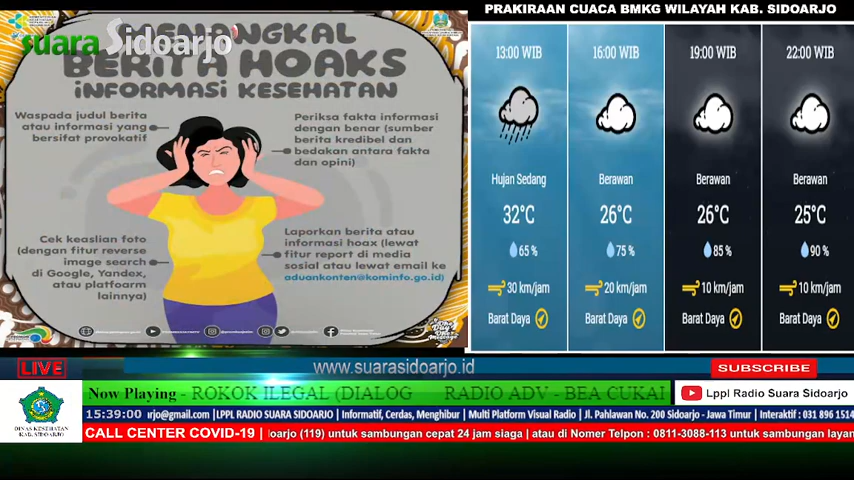 suara Sidoarjo
MENANGKAL
BERITA HOAKS
INFORMASI KESEHATAN
Waspada judul berita
atau informasi yang
bersifat provokatif
Periksa fakta informasi
dengan benar (sumber
berita kredibel dan
bedakan antara fakta
dan opini)
Cek keaslian foto
(dengan fitur reverse
image search
di Google, Yandex,
atau platfoarm
lainnya)
Laporkan berita atau
informasi hoax (lewat
fitur report di media
sosial atau lewat email ke
aduankonten@kominfo.go.id)
PRAKIRAAN CUACA BMKG WILAYAH KAB. SIDOARJO
13:00 WIB
Hujan Sedang
32°C
65 %
30 km/jam
Barat Daya
16:00 WIB
Berawan
26°C
75 %
20 km/jam
Barat Daya
19:00 WIB
Berawan
26°C
85 %
10 km/jam
Barat Daya
22:00 WIB
Berawan
25°C
90 %
10 km/jam
Barat Daya
LIVE
www.suarasidoarjo.id
SUBSCRIBE
Now Playing - ROKOK ILEGAL (DIALOG RADIO ADV - BEA CUKAI
Lppl Radio Suara Sidoarjo
DINAS KESEHATAN
KAB. SIDOARJO
15:39:00 ırjo@gmail.com | LPPL RADIO SUARA SIDOARJO | Informatif, Cerdas, Menghibur | Multi Platform Visual Radio | Jl. Pahlawan No. 200 Sidoarjo - Jawa Timur | Interaktif : 031 896 1514
CALL CENTER COVID-19 | loarjo (119) untuk sambungan cepat 24 jam siaga | atau di Nomer Telpon : 0811-3088-113 untuk sambungan layan